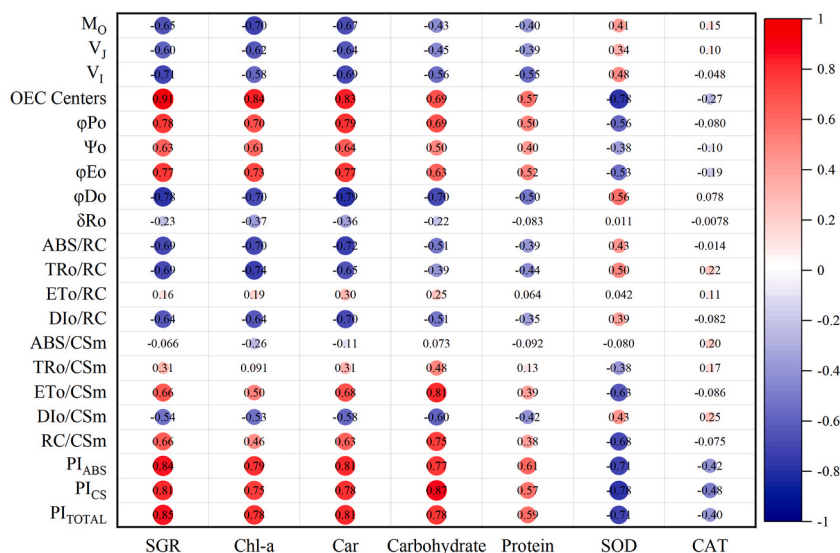 M_O -0.65 -0.70 -0.67 -0.43 -0.40 0.41 0.15
V_J -0.60 -0.62 -0.64 -0.45 -0.39 0.34 0.10
V_I -0.71 -0.58 -0.69 -0.56 -0.55 0.48 -0.048
OEC Centers 0.91 0.84 0.83 0.69 0.57 -0.78 -0.27
φPo 0.78 0.70 0.79 0.69 0.50 -0.56 -0.080
Ψo 0.63 0.61 0.64 0.50 0.40 -0.38 -0.10
φEo 0.77 0.73 0.77 0.63 0.52 -0.53 -0.19
φDo -0.78 -0.70 -0.79 -0.70 -0.50 0.56 0.078
δRo -0.23 -0.37 -0.36 -0.22 -0.083 0.011 -0.0078
ABS/RC -0.69 -0.70 -0.72 -0.51 -0.39 0.43 -0.014
TRo/RC -0.69 -0.74 -0.65 -0.39 -0.44 0.50 0.22
ETo/RC 0.16 0.19 0.30 0.25 0.064 0.042 0.11
DIo/RC -0.64 -0.64 -0.70 -0.51 -0.35 0.39 -0.082
ABS/CSm -0.066 -0.26 -0.11 0.073 -0.092 -0.080 0.20
TRo/CSm 0.31 0.091 0.31 0.48 0.13 -0.38 0.17
ETo/CSm 0.66 0.50 0.68 0.81 0.39 -0.63 -0.086
DIo/CSm -0.54 -0.53 -0.58 -0.60 -0.42 0.43 0.25
RC/CSm 0.66 0.46 0.63 0.75 0.38 -0.68 -0.075
PI_ABS 0.84 0.79 0.81 0.77 0.61 -0.71 -0.42
PI_CS 0.81 0.75 0.78 0.87 0.57 -0.78 -0.48
PI_TOTAL 0.85 0.78 0.81 0.78 0.59 -0.71 -0.40
SGR Chl-a Car Carbohydrate Protein SOD CAT
1
0.8
0.6
0.4
0.2
0
-0.2
-0.4
-0.6
-0.8
-1